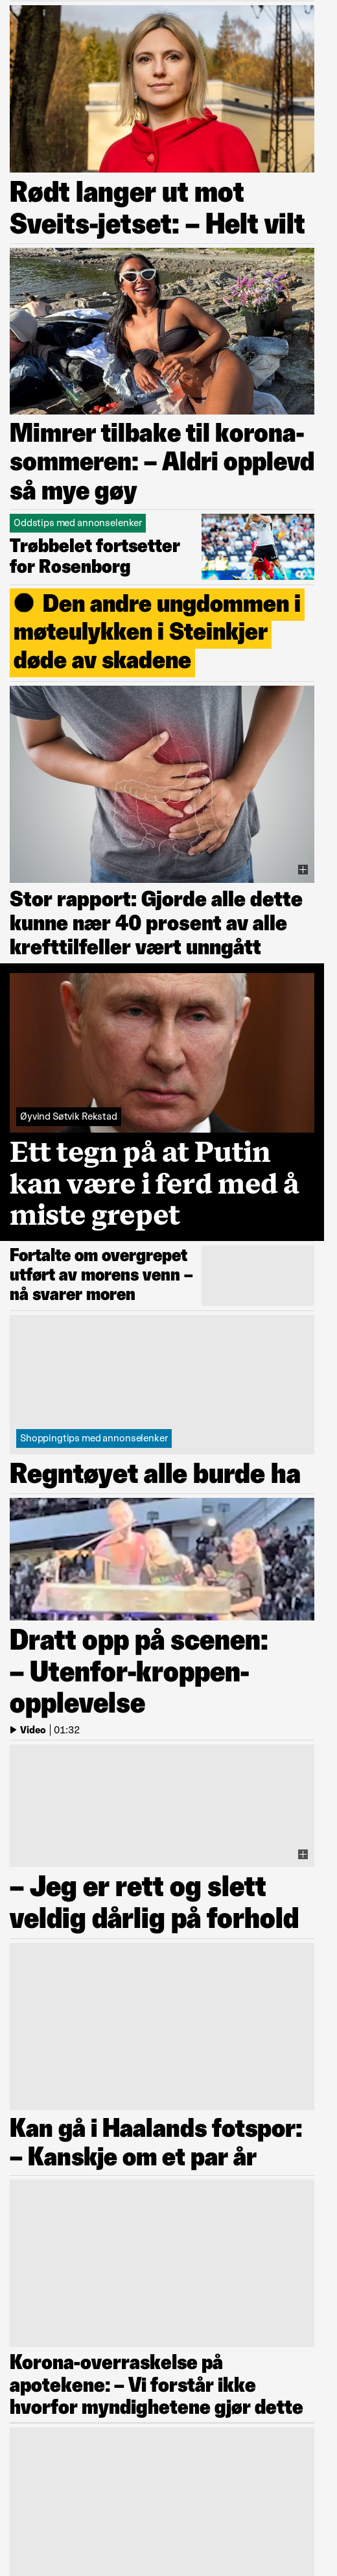 Rødt langer ut mot
Sveits-jetset: – Helt vilt
Mimrer tilbake til korona-
sommeren: – Aldri opplevd
så mye gøy
Oddstips med annonselenker
Trøbbelet fortsetter
for Rosenborg
Den andre ungdommen i
møteulykken i Steinkjer
døde av skadene
Stor rapport: Gjorde alle dette
kunne nær 40 prosent av alle
krefttilfeller vært unngått
Øyvind Søtvik Rekstad
Ett tegn på at Putin
kan være i ferd med å
miste grepet
Fortalte om overgrepet
utført av morens venn –
nå svarer moren
Shoppingtips med annonselenker
Regntøyet alle burde ha
Dratt opp på scenen:
– Utenfor-kroppen-
opplevelse
Video | 01:32
– Jeg er rett og slett
veldig dårlig på forhold
Kan gå i Haalands fotspor:
– Kanskje om et par år
Korona-overraskelse på
apotekene: – Vi forstår ikke
hvorfor myndighetene gjør dette